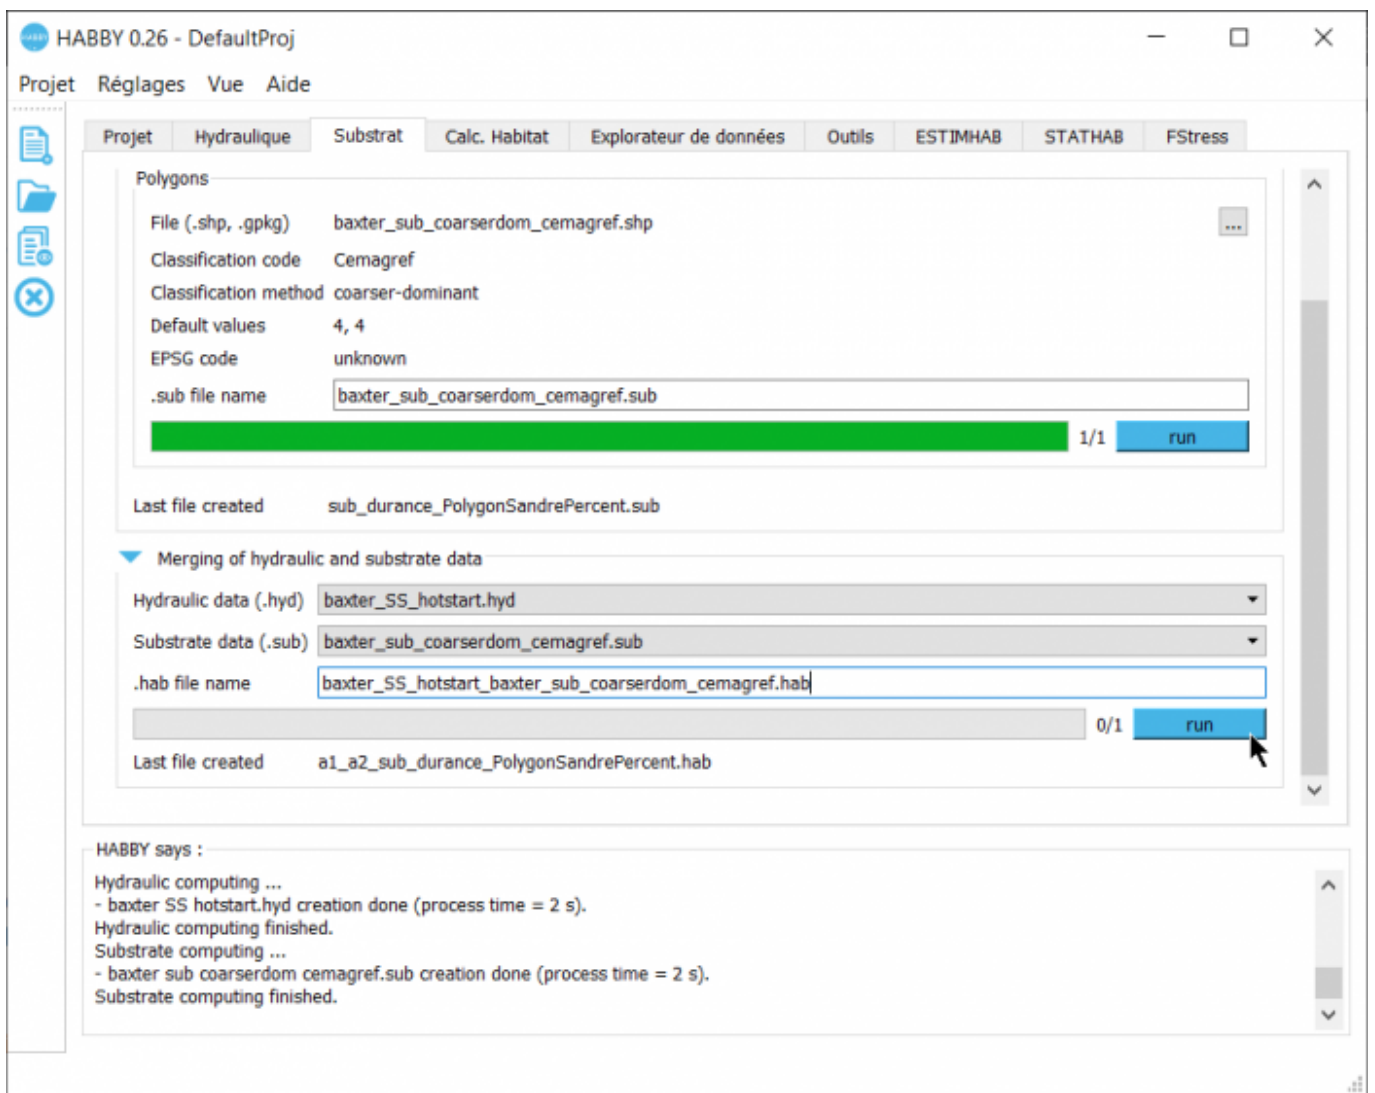 HABBY 0.26 - DefaultProj
Projet Réglages Vue Aide
Projet Hydraulique Substrat Calc. Habitat Explorateur de données Outils ESTIMHAB STATHAB FStress
Polygons
File (.shp, .gpkg) baxter_sub_coarserdom_cemagref.shp ...
Classification code Cemagref
Classification method coarser-dominant
Default values 4, 4
EPSG code unknown
.sub file name baxter_sub_coarserdom_cemagref.sub
1/1 run
Last file created sub_durance_PolygonSandrePercent.sub
Merging of hydraulic and substrate data
Hydraulic data (.hyd) baxter_SS_hotstart.hyd
Substrate data (.sub) baxter_sub_coarserdom_cemagref.sub
.hab file name baxter_SS_hotstart_baxter_sub_coarserdom_cemagref.hab
0/1 run
Last file created a1_a2_sub_durance_PolygonSandrePercent.hab
HABBY says :
Hydraulic computing ...
- baxter SS hotstart.hyd creation done (process time = 2 s).
Hydraulic computing finished.
Substrate computing ...
- baxter sub coarserdom cemagref.sub creation done (process time = 2 s).
Substrate computing finished.